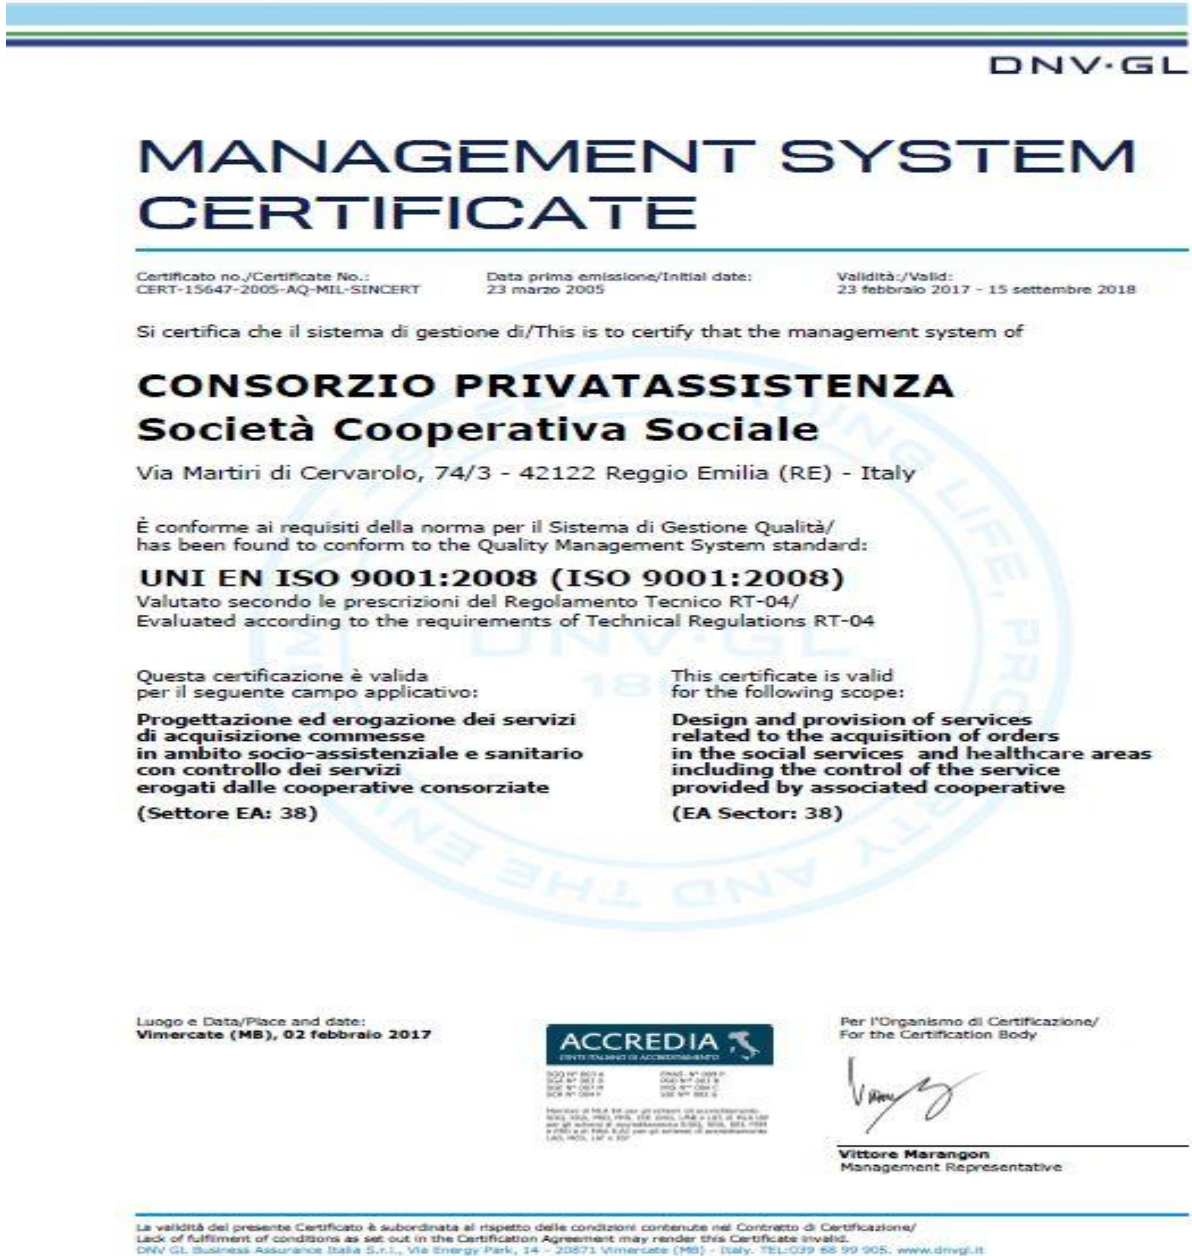 DNV·GL
MANAGEMENT SYSTEM
CERTIFICATE
Certificato no./Certificate No.:
CERT-15647-2005-AQ-MIL-SINCERT
Data prima emissione/Initial date:
23 marzo 2005
Validità:/Valid:
23 febbraio 2017 - 15 settembre 2018
Si certifica che il sistema di gestione di/This is to certify that the management system of
CONSORZIO PRIVATASSISTENZA
Società Cooperativa Sociale
Via Martiri di Cervarolo, 74/3 - 42122 Reggio Emilia (RE) - Italy
È conforme ai requisiti della norma per il Sistema di Gestione Qualità/
has been found to conform to the Quality Management System standard:
UNI EN ISO 9001:2008 (ISO 9001:2008)
Valutato secondo le prescrizioni del Regolamento Tecnico RT-04/
Evaluated according to the requirements of Technical Regulations RT-04
Questa certificazione è valida
per il seguente campo applicativo:
Progettazione ed erogazione dei servizi
di acquisizione commesse
in ambito socio-assistenziale e sanitario
con controllo dei servizi
erogati dalle cooperative consorziate
(Settore EA: 38)
This certificate is valid
for the following scope:
Design and provision of services
related to the acquisition of orders
in the social services and healthcare areas
including the control of the service
provided by associated cooperative
(EA Sector: 38)
DNV·GL
Luogo e Data/Place and date:
Vimercate (MB), 02 febbraio 2017
ACCREDIA
L'ENTE ITALIANO DI ACCREDITAMENTO
Per l'Organismo di Certificazione/
For the Certification Body
Vittore Marangon
Management Representative
La validità del presente Certificato è subordinata al rispetto delle condizioni contenute nel Contratto di Certificazione/
Lack of fulfilment of conditions as set out in the Certification Agreement may render this Certificate invalid.
DNV GL Business Assurance Italia S.r.l., Via Energy Park, 14 - 20871 Vimercate (MB) - Italy. TEL:039 68 99 905. www.dnvgl.it